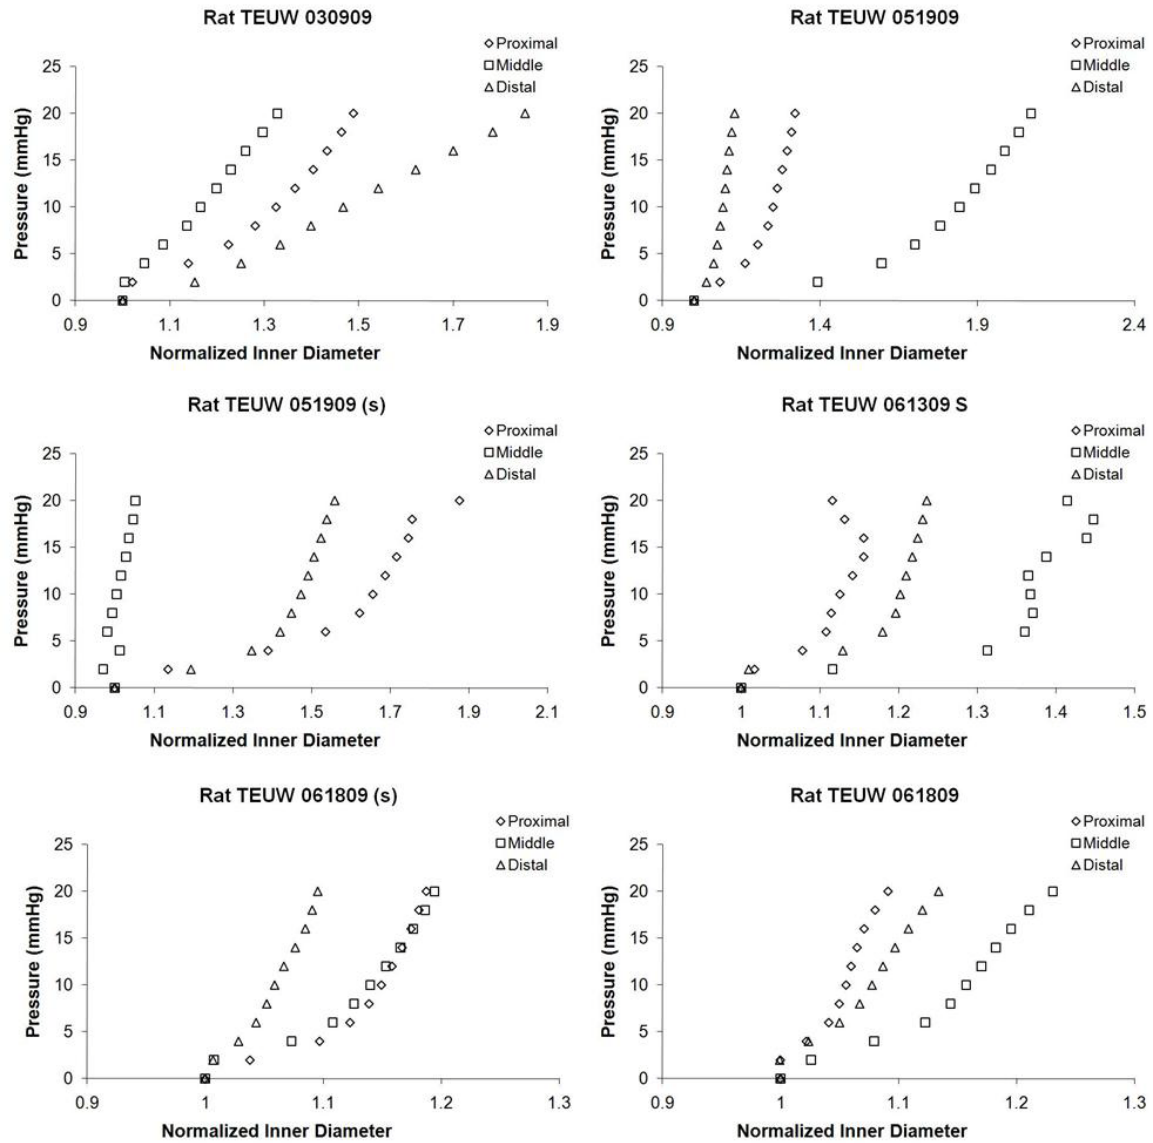 Rat TEUW 030909
Proximal
Middle
Distal
25
20
15
10
5
0
Pressure (mmHg)
0.9 1.1 1.3 1.5 1.7 1.9
Normalized Inner Diameter
Rat TEUW 051909
Proximal
Middle
Distal
25
20
15
10
5
0
Pressure (mmHg)
0.9 1.4 1.9 2.4
Normalized Inner Diameter
Rat TEUW 051909 (s)
Proximal
Middle
Distal
25
20
15
10
5
0
Pressure (mmHg)
0.9 1.1 1.3 1.5 1.7 1.9 2.1
Normalized Inner Diameter
Rat TEUW 061309 S
Proximal
Middle
Distal
25
20
15
10
5
0
Pressure (mmHg)
0.9 1 1.1 1.2 1.3 1.4 1.5
Normalized Inner Diameter
Rat TEUW 061809 (s)
Proximal
Middle
Distal
25
20
15
10
5
0
Pressure (mmHg)
0.9 1 1.1 1.2 1.3
Normalized Inner Diameter
Rat TEUW 061809
Proximal
Middle
Distal
25
20
15
10
5
0
Pressure (mmHg)
0.9 1 1.1 1.2 1.3
Normalized Inner Diameter